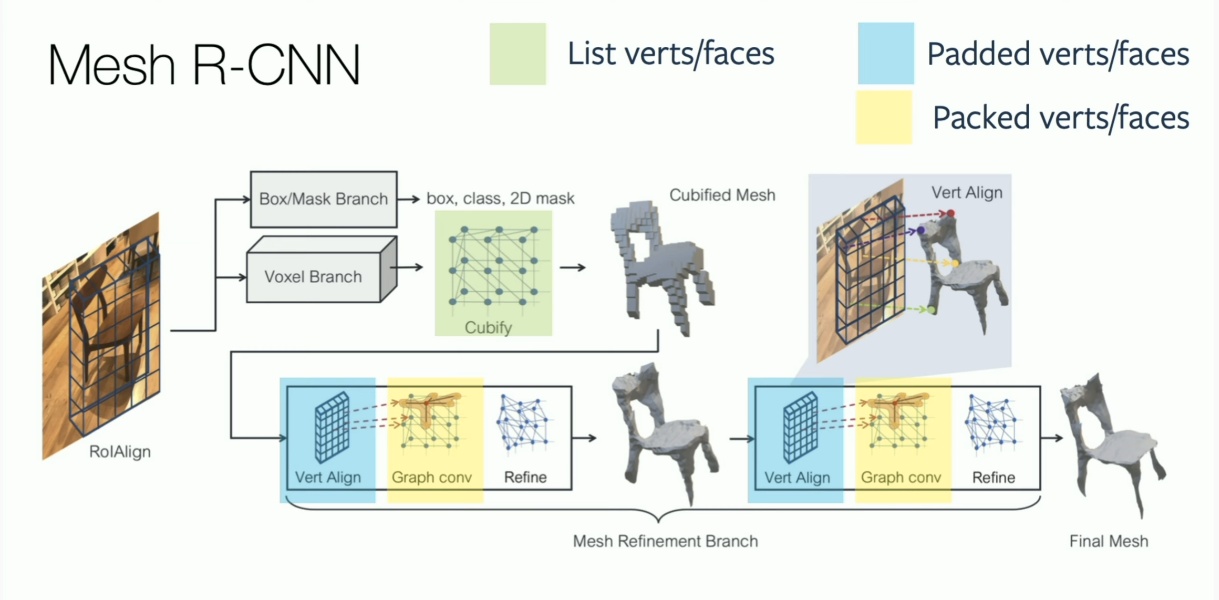 Mesh R-CNN
List verts/faces
Padded verts/faces
Packed verts/faces
Box/Mask Branch
box, class, 2D mask
Cubified Mesh
Vert Align
Voxel Branch
Cubify
RoIAlign
Vert Align
Graph conv
Refine
Vert Align
Graph conv
Refine
Mesh Refinement Branch
Final Mesh